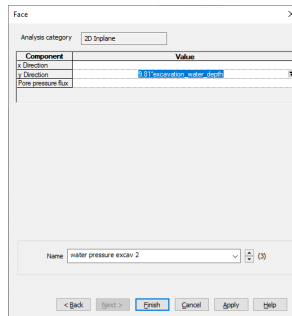 Face
Analysis category 2D Inplane
Component Value
x Direction
y Direction 9.81*excavation_water_depth
Pore pressure flux
Name water pressure excav 2 (3)
< Back Next > Finish Cancel Apply Help